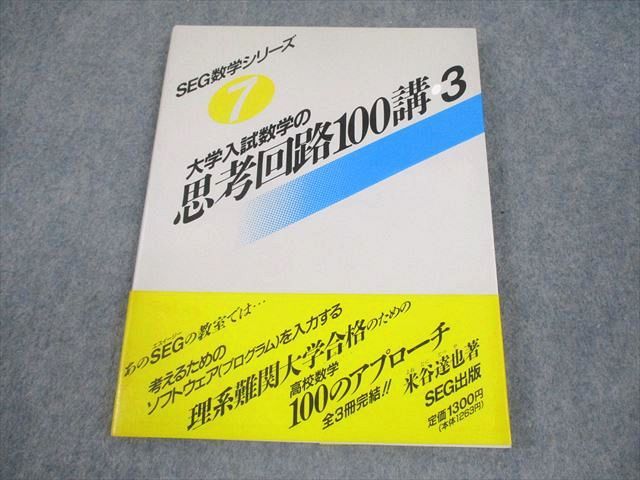 SEG数学シリーズ
7
大学入試数学の
思考回路100講・3
あのSEGの教室では…
考えるための
ソフトウェア(プログラム)を入力する
理系難関大学合格のための
高校数学
100のアプローチ
全3冊完結!!
米谷達也著
SEG出版
定価1300円
(本体1263円)